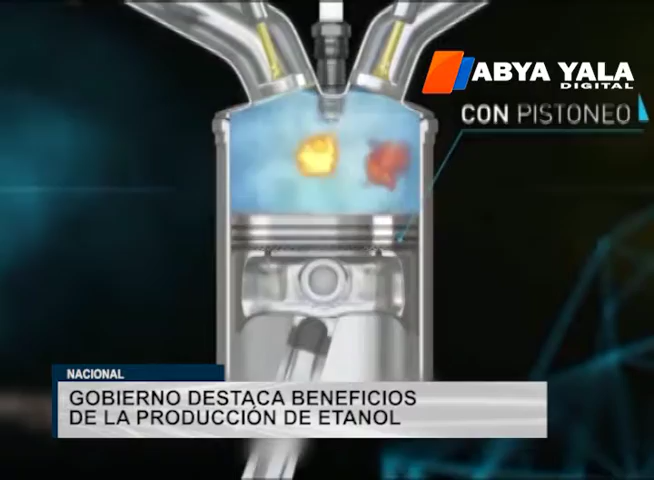 ABYA YALA
DIGITAL
CON PISTONEO
NACIONAL
GOBIERNO DESTACA BENEFICIOS
DE LA PRODUCCIÓN DE ETANOL